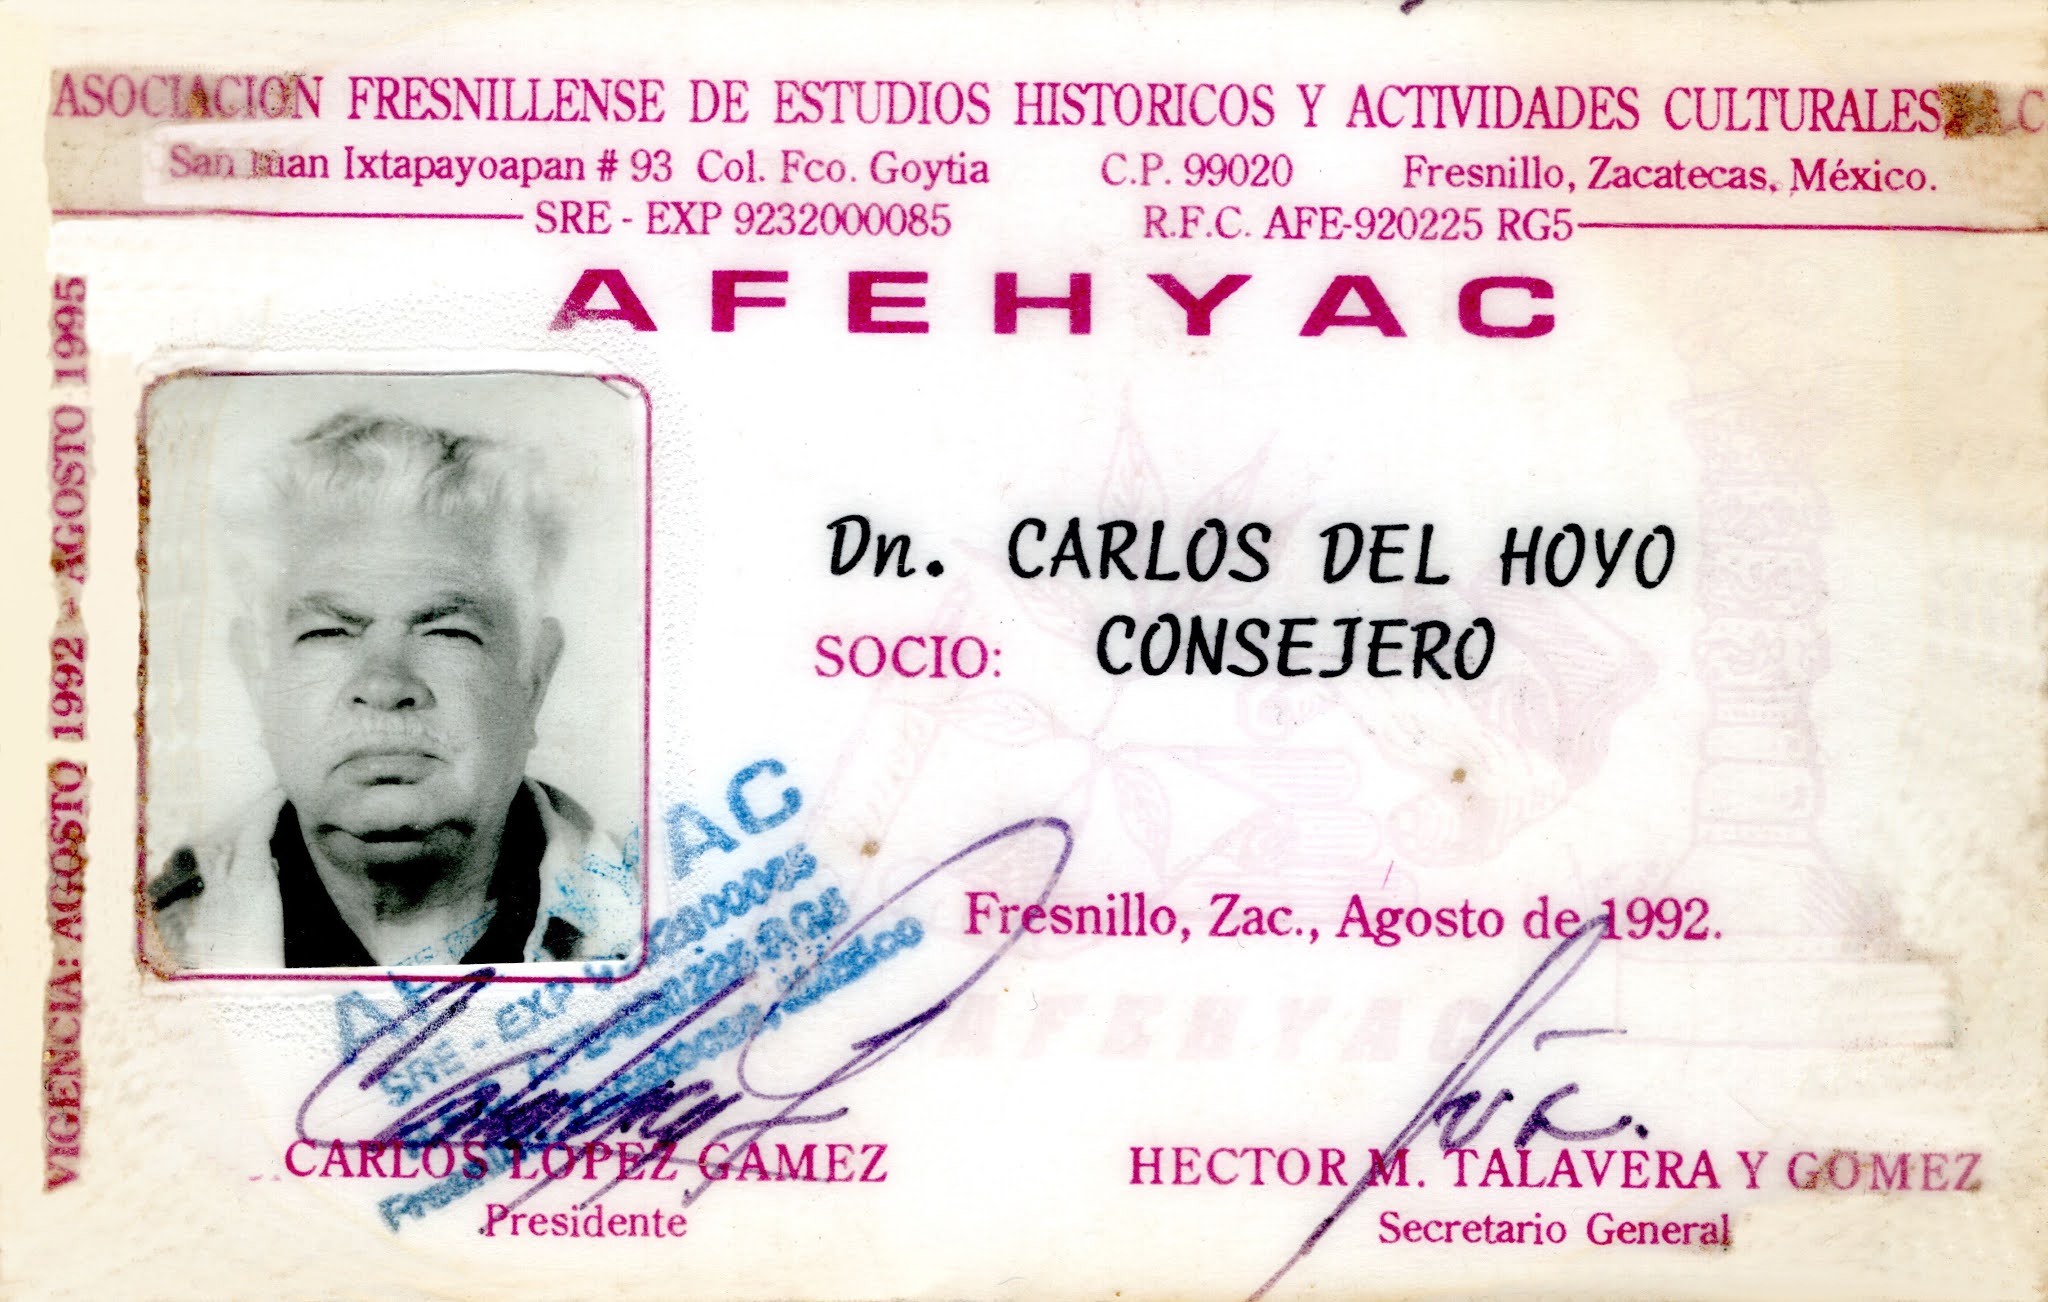 ASOCIACION FRESNILLENSE DE ESTUDIOS HISTORICOS Y ACTIVIDADES CULTURALES,
San Juan Ixtapayoapan # 93 Col. Fco. Goytia C.P. 99020 Fresnillo, Zacatecas, México.
SRE - EXP 9232000085 R.F.C. AFE-920225 RG5
AFEHYAC
VIGENCIA: AGOSTO 1992 - AGOSTO 1995
Dn. CARLOS DEL HOYO
SOCIO: CONSEJERO
Fresnillo, Zac., Agosto de 1992.
AFEHYAC
SRE - EXP
CARLOS LOPEZ GAMEZ
Presidente
HECTOR M. TALAVERA Y GOMEZ
Secretario General